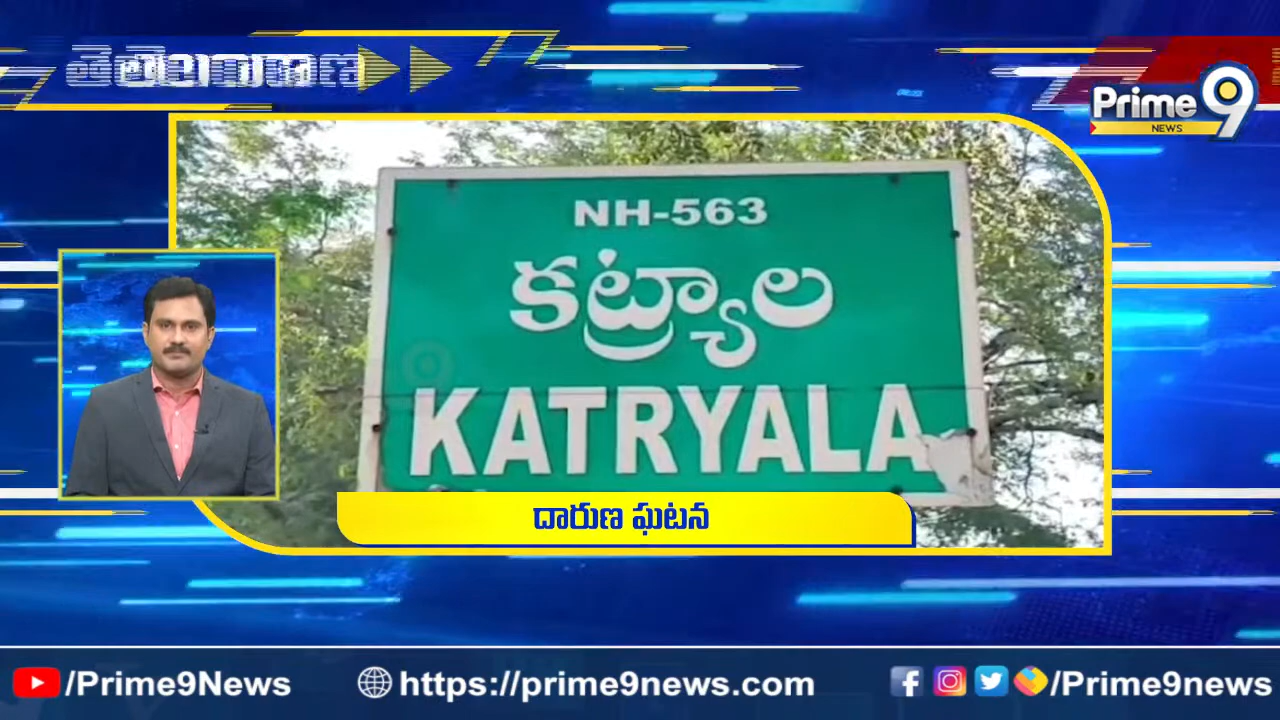 తెలంగాణ
Prime9
NEWS
NH-563
కట్ర్యాల
KATRYALA
దారుణ ఘటన
/Prime9News
https://prime9news.com
/Prime9news